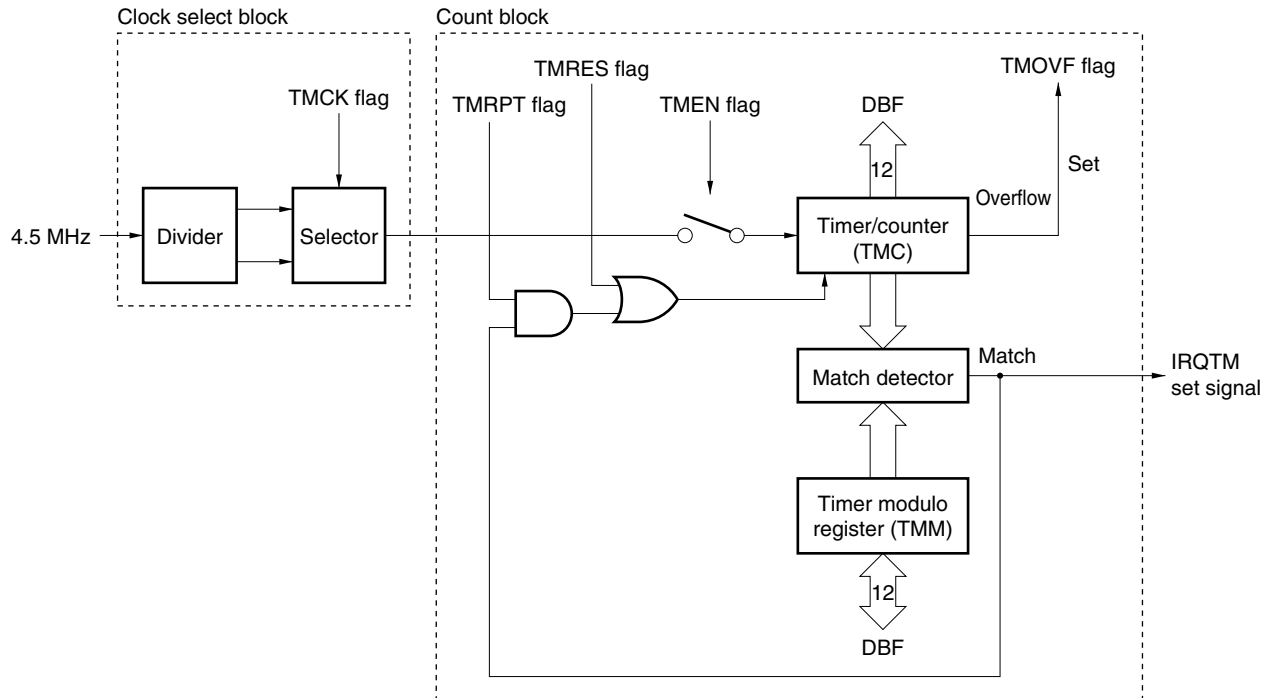 Clock select block
Count block
TMRES flag
TMOVF flag
TMCK flag
TMRPT flag
TMEN flag
DBF
12
Set
Overflow
4.5 MHz
Divider
Selector
Timer/counter
(TMC)
Match
Match detector
IRQTM
set signal
Timer modulo
register (TMM)
12
DBF